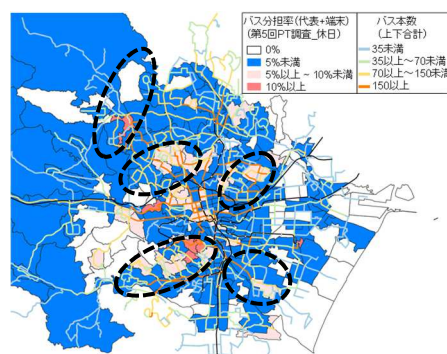 バス分担率(代表+端末)
(第5回PT調査_休日)
0%
5%未満
5%以上~10%未満
10%以上
バス本数
(上下合計)
35未満
35以上~70未満
70以上~150未満
150以上